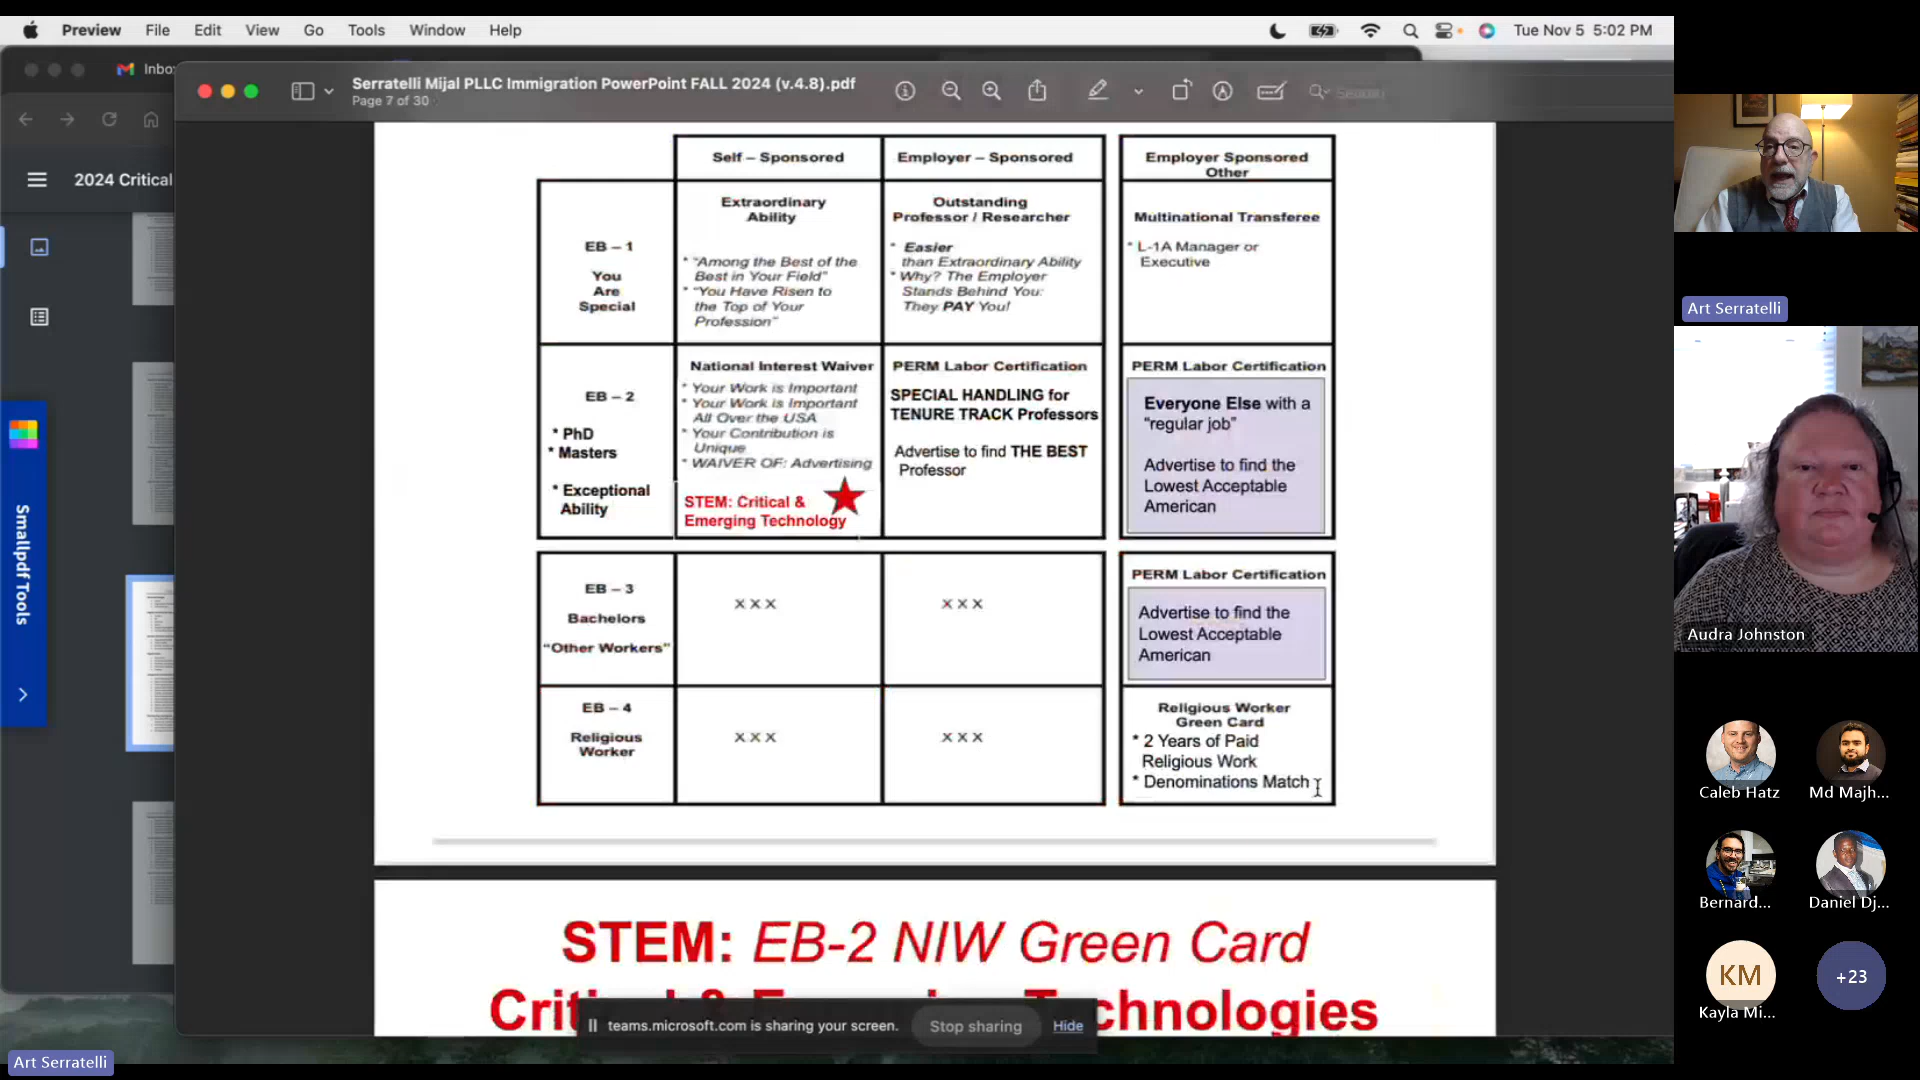 Preview File Edit View Go Tools Window Help
Tue Nov 5 5:02 PM
Inbo
Serratelli Mijal PLLC Immigration PowerPoint FALL 2024 (v.4.8).pdf
Page 7 of 30
Search
2024 Critical
Smallpdf Tools
Self – Sponsored
Employer – Sponsored
Employer Sponsored
Other
EB – 1
You
Are
Special
Extraordinary
Ability
* "Among the Best of the
Best in Your Field"
* "You Have Risen to
the Top of Your
Profession"
Outstanding
Professor / Researcher
* Easier
than Extraordinary Ability
* Why? The Employer
Stands Behind You:
They PAY You!
Multinational Transferee
* L-1A Manager or
Executive
EB – 2
* PhD
* Masters
* Exceptional
Ability
National Interest Waiver
* Your Work is Important
* Your Work is Important
All Over the USA
* Your Contribution is
Unique
* WAIVER OF: Advertising
STEM: Critical &
Emerging Technology
PERM Labor Certification
SPECIAL HANDLING for
TENURE TRACK Professors
Advertise to find THE BEST
Professor
PERM Labor Certification
Everyone Else with a
"regular job"
Advertise to find the
Lowest Acceptable
American
EB – 3
Bachelors
"Other Workers"
X X X
X X X
PERM Labor Certification
Advertise to find the
Lowest Acceptable
American
EB – 4
Religious
Worker
X X X
X X X
Religious Worker
Green Card
* 2 Years of Paid
Religious Work
* Denominations Match
STEM: EB-2 NIW Green Card
Technologies
teams.microsoft.com is sharing your screen.
Stop sharing
Hide
Art Serratelli
Art Serratelli
Audra Johnston
Caleb Hatz
Md Majh...
Bernard...
Daniel Dj...
KM
Kayla Mi...
+23